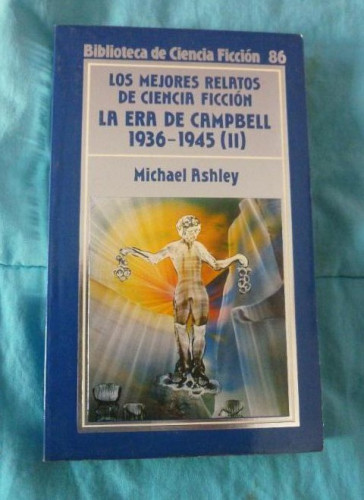 Biblioteca de Ciencia Ficción 86
LOS MEJORES RELATOS
DE CIENCIA FICCIÓN
LA ERA DE CAMPBELL
1936-1945 (II)
Michael Ashley